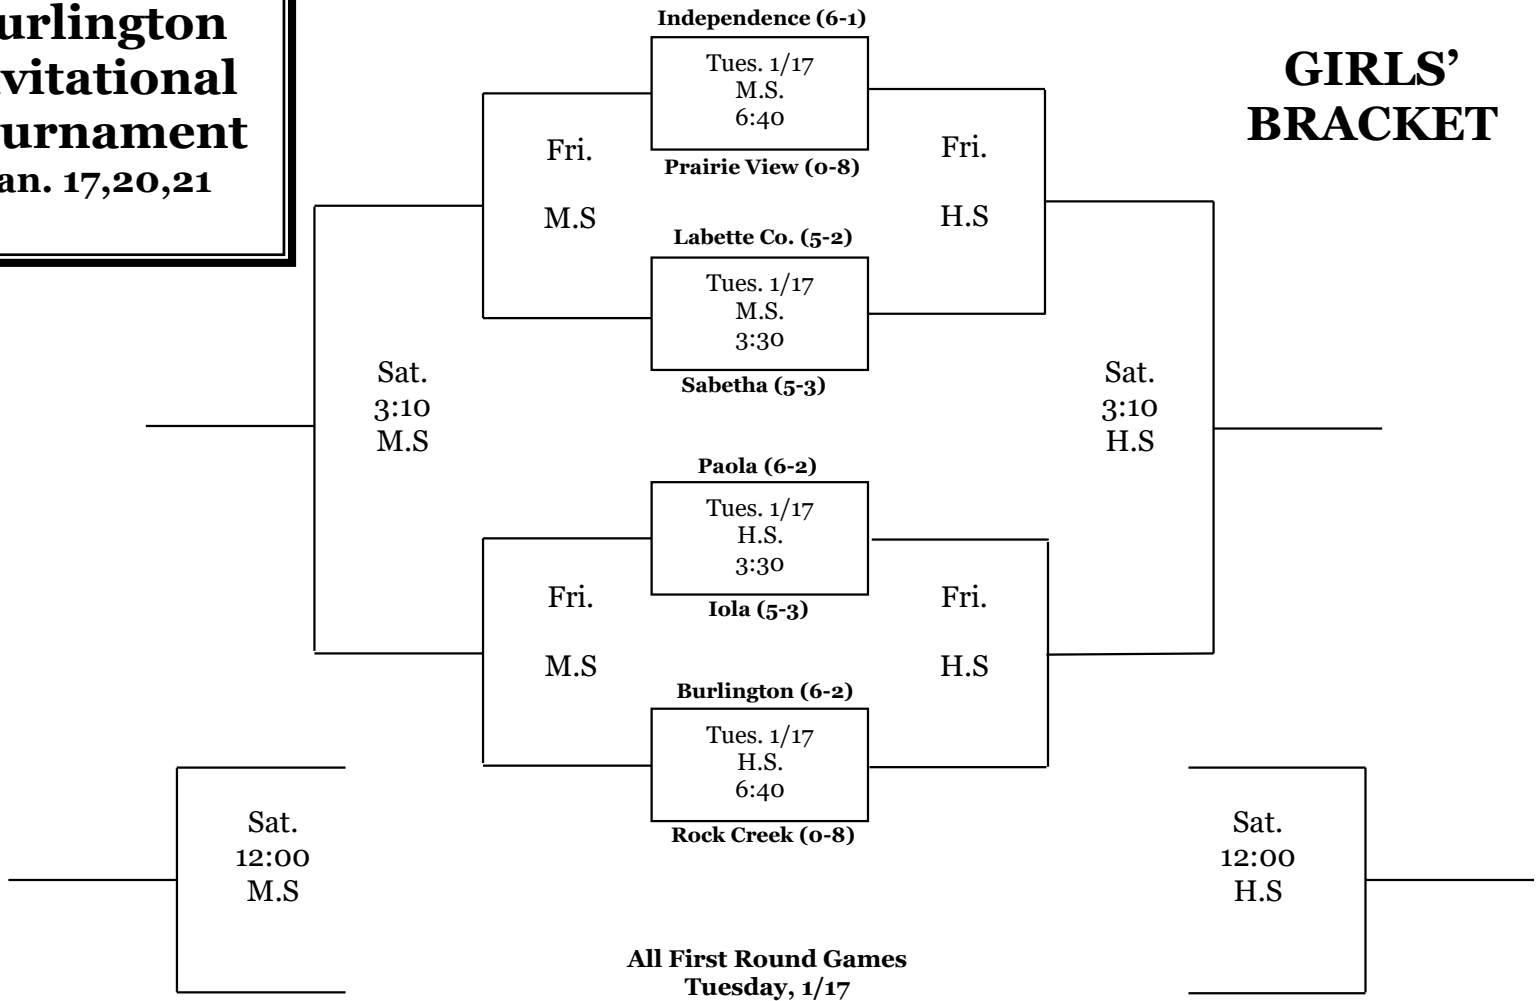 urlington
vitational
urnament
an. 17,20,21
GIRLS’
BRACKET
Independence (6-1)
Tues. 1/17
M.S.
6:40
Prairie View (0-8)
Fri.
M.S
Fri.
H.S
Labette Co. (5-2)
Tues. 1/17
M.S.
3:30
Sabetha (5-3)
Sat.
3:10
M.S
Sat.
3:10
H.S
Paola (6-2)
Tues. 1/17
H.S.
3:30
Iola (5-3)
Fri.
M.S
Fri.
H.S
Burlington (6-2)
Tues. 1/17
H.S.
6:40
Rock Creek (0-8)
Sat.
12:00
M.S
Sat.
12:00
H.S
All First Round Games
Tuesday, 1/17